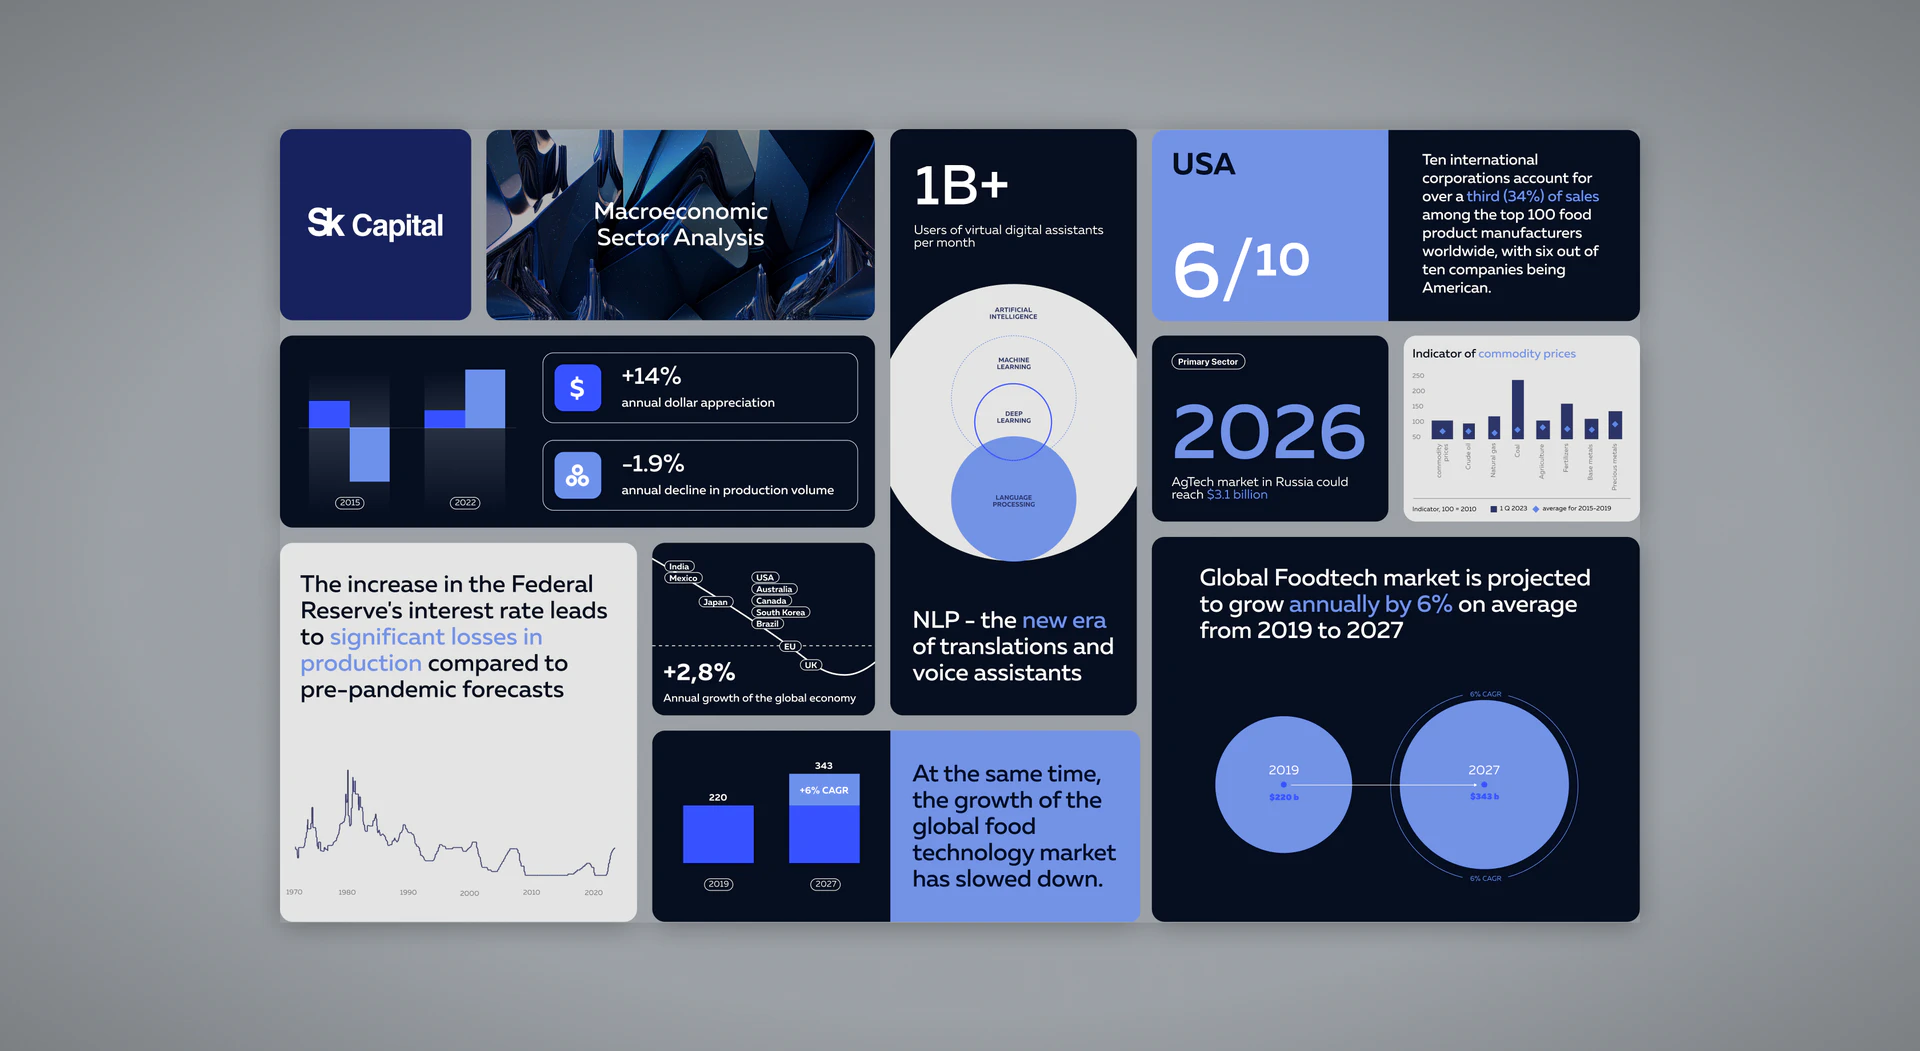 Sk Capital
Macroeconomic
Sector Analysis
1B+
Users of virtual digital assistants
per month
ARTIFICIAL
INTELLIGENCE
MACHINE
LEARNING
DEEP
LEARNING
LANGUAGE
PROCESSING
NLP - the new era
of translations and
voice assistants
USA
6/10
Ten international
corporations account for
over a third (34%) of sales
among the top 100 food
product manufacturers
worldwide, with six out of
ten companies being
American.
2015
2022
$
+14%
annual dollar appreciation
-1.9%
annual decline in production volume
Primary Sector
2026
AgTech market in Russia could
reach $3.1 billion
Indicator of commodity prices
250
200
150
100
50
commodity
prices
Crude oil
Natural gas
Coal
Agriculture
Fertilizers
Base metals
Precious metals
Indicator, 100 = 2010
1 Q 2023
average for 2015-2019
The increase in the Federal
Reserve's interest rate leads
to significant losses in
production compared to
pre-pandemic forecasts
1970
1980
1990
2000
2010
2020
India
Mexico
Japan
USA
Australia
Canada
South Korea
Brazil
EU
UK
+2,8%
Annual growth of the global economy
220
343
+6% CAGR
2019
2027
At the same time,
the growth of the
global food
technology market
has slowed down.
Global Foodtech market is projected
to grow annually by 6% on average
from 2019 to 2027
6% CAGR
2019
$220 b
2027
$343 b
6% CAGR